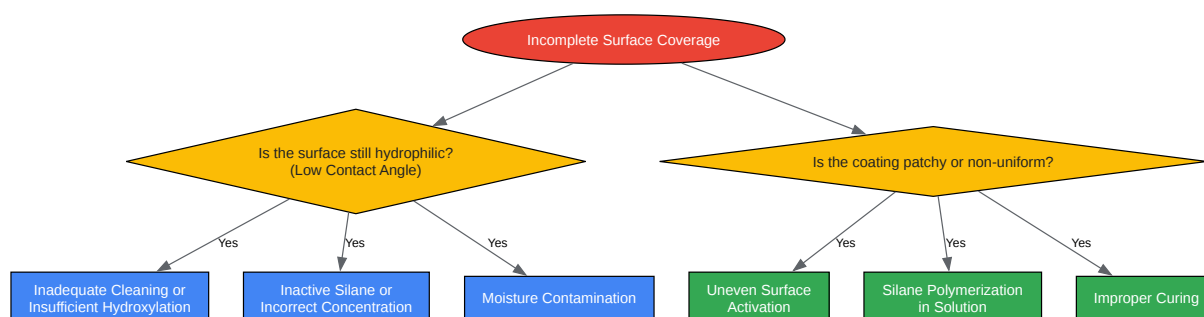 Incomplete Surface Coverage
Is the surface still hydrophilic?
(Low Contact Angle)
Is the coating patchy or non-uniform?
Yes
Yes
Yes
Yes
Yes
Yes
Inadequate Cleaning or
Insufficient Hydroxylation
Inactive Silane or
Incorrect Concentration
Moisture Contamination
Uneven Surface
Activation
Silane Polymerization
in Solution
Improper Curing